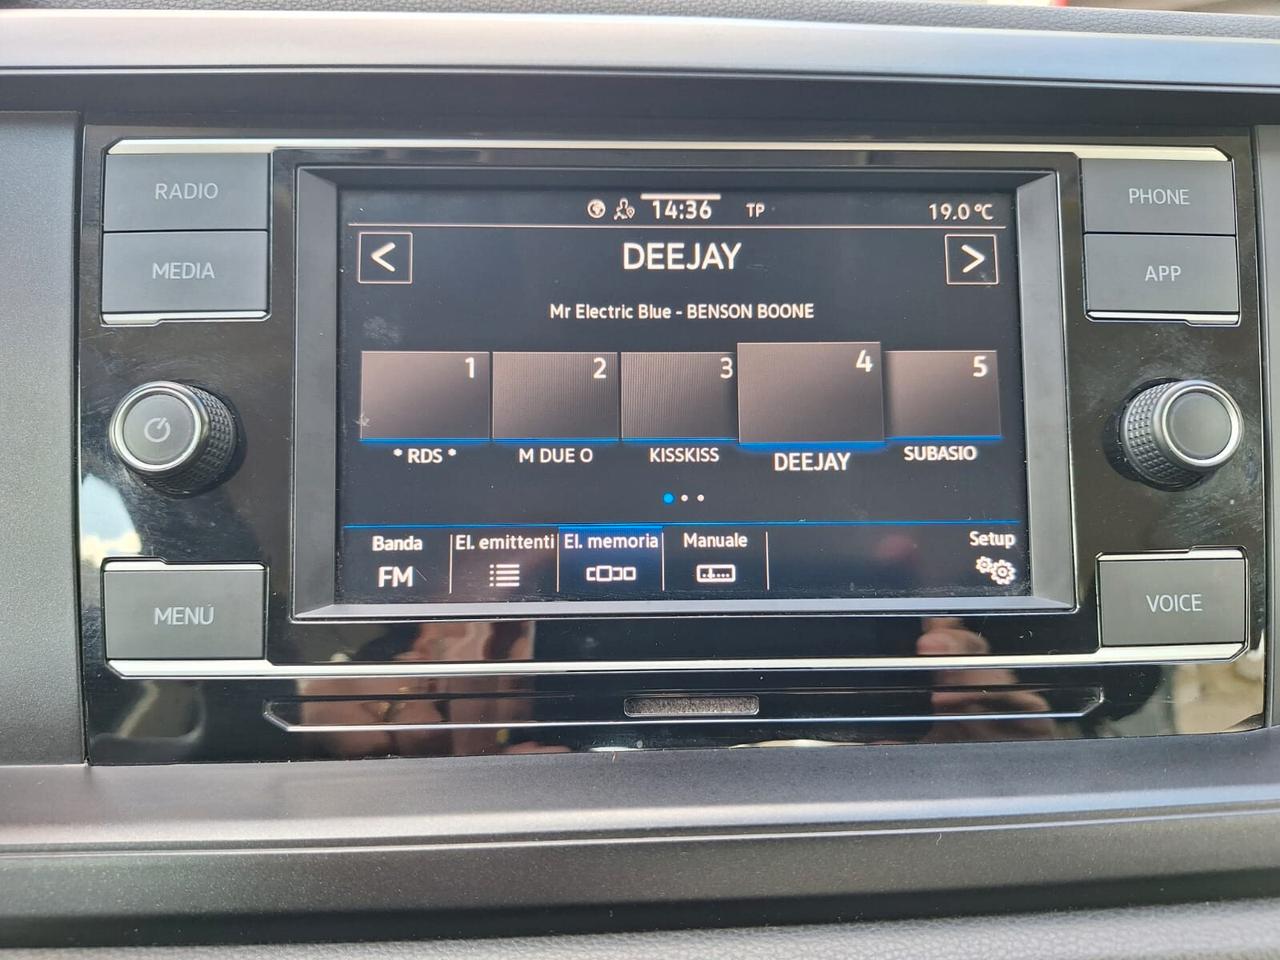 RADIO
MEDIA
MENU
14:36 TP 19.0 °C
< DEEJAY >
Mr Electric Blue - BENSON BOONE
1 2 3 4 5
* RDS * M DUE O KISSKISS DEEJAY SUBASIO
Banda El. emittenti El. memoria Manuale Setup
FM
PHONE
APP
VOICE